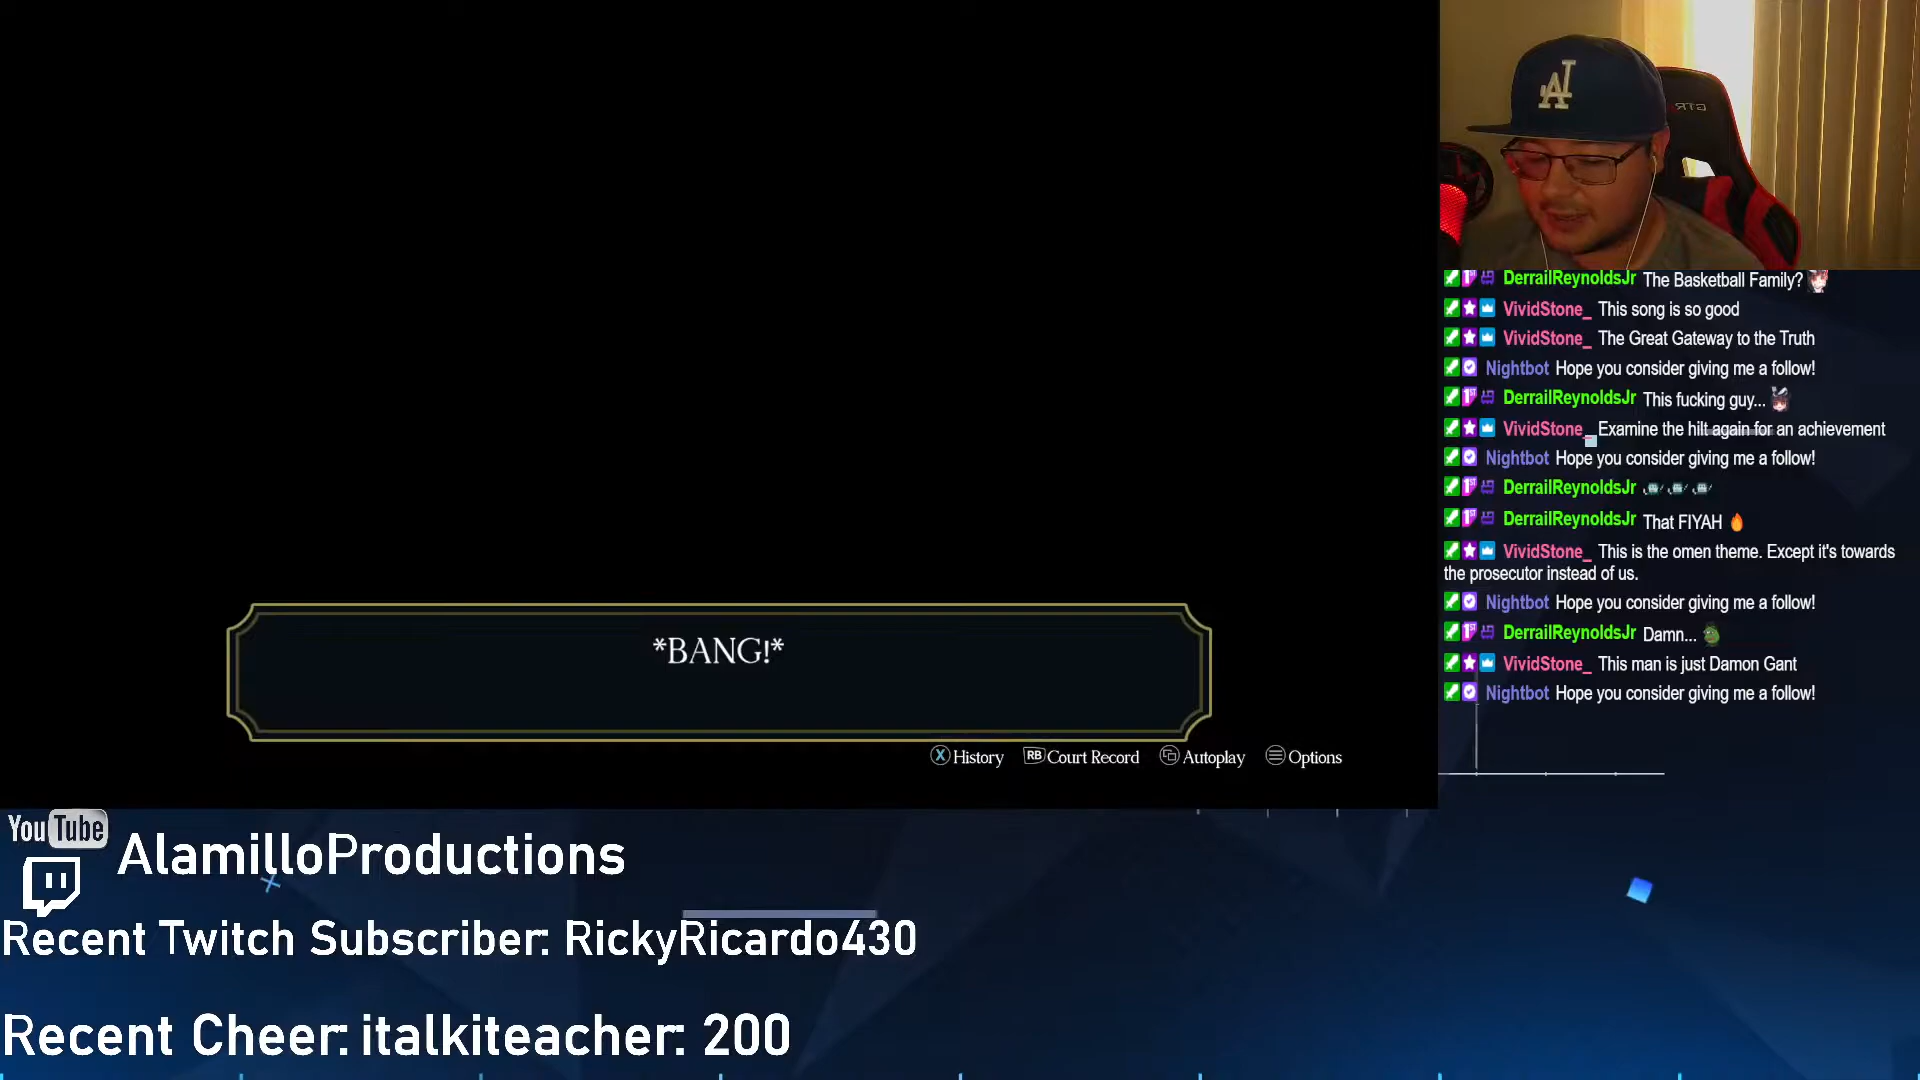 *BANG!*
X History RB Court Record Autoplay Options
GTR
LA
DerrailReynoldsJr The Basketball Family?
VividStone_ This song is so good
VividStone_ The Great Gateway to the Truth
Nightbot Hope you consider giving me a follow!
DerrailReynoldsJr This fucking guy...
VividStone_ Examine the hilt again for an achievement
Nightbot Hope you consider giving me a follow!
DerrailReynoldsJr
DerrailReynoldsJr That FIYAH 🔥
VividStone_ This is the omen theme. Except it's towards
the prosecutor instead of us.
Nightbot Hope you consider giving me a follow!
DerrailReynoldsJr Damn...
VividStone_ This man is just Damon Gant
Nightbot Hope you consider giving me a follow!
YouTube
AlamilloProductions
Recent Twitch Subscriber: RickyRicardo430
Recent Cheer: italkiteacher: 200